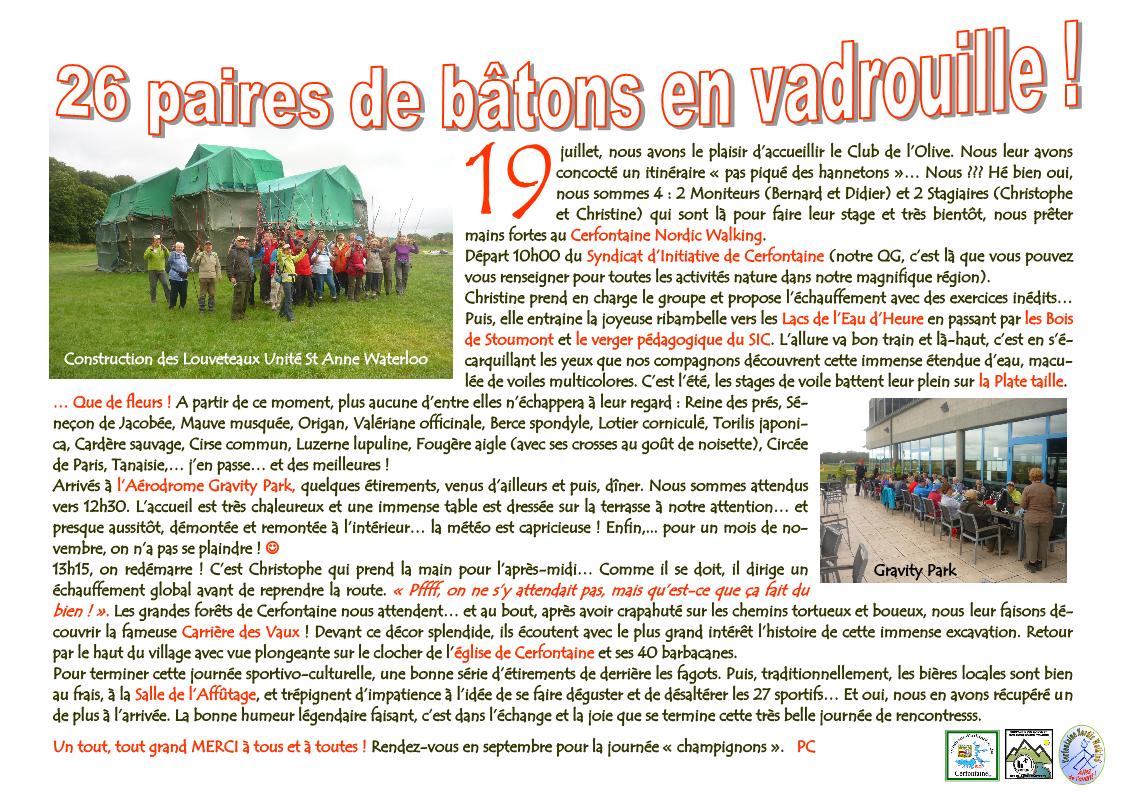 26 paires de bâtons en vadrouille !
19 juillet, nous avons le plaisir d'accueillir le Club de l'Olive. Nous leur avons
concocté un itinéraire « pas piqué des hannetons »… Nous ??? Hé bien oui,
nous sommes 4 : 2 Moniteurs (Bernard et Didier) et 2 Stagiaires (Christophe
et Christine) qui sont là pour faire leur stage et très bientôt, nous prêter
mains fortes au Cerfontaine Nordic Walking.
Départ 10h00 du Syndicat d'Initiative de Cerfontaine (notre QG, c'est là que vous pouvez
vous renseigner pour toutes les activités nature dans notre magnifique région).
Christine prend en charge le groupe et propose l'échauffement avec des exercices inédits…
Puis, elle entraine la joyeuse ribambelle vers les Lacs de l'Eau d'Heure en passant par les Bois
de Stoumont et le verger pédagogique du SIC. L'allure va bon train et là-haut, c'est en s'é-
carquillant les yeux que nos compagnons découvrent cette immense étendue d'eau, macu-
lée de voiles multicolores. C'est l'été, les stages de voile battent leur plein sur la Plate taille.
Construction des Louveteaux Unité St Anne Waterloo
… Que de fleurs ! A partir de ce moment, plus aucune d'entre elles n'échappera à leur regard : Reine des prés, Sé-
neçon de Jacobée, Mauve musquée, Origan, Valériane officinale, Berce spondyle, Lotier corniculé, Torilis japoni-
ca, Cardère sauvage, Cirse commun, Luzerne lupuline, Fougère aigle (avec ses crosses au goût de noisette), Circée
de Paris, Tanaisie,… j'en passe… et des meilleures !
Arrivés à l'Aérodrome Gravity Park, quelques étirements, venus d'ailleurs et puis, dîner. Nous sommes attendus
vers 12h30. L'accueil est très chaleureux et une immense table est dressée sur la terrasse à notre attention… et
presque aussitôt, démontée et remontée à l'intérieur… la météo est capricieuse ! Enfin,... pour un mois de no-
vembre, on n'a pas se plaindre ! ☺
Gravity Park
13h15, on redémarre ! C'est Christophe qui prend la main pour l'après-midi… Comme il se doit, il dirige un
échauffement global avant de reprendre la route. « Pffff, on ne s'y attendait pas, mais qu'est-ce que ça fait du
bien ! ». Les grandes forêts de Cerfontaine nous attendent… et au bout, après avoir crapahuté sur les chemins tortueux et boueux, nous leur faisons dé-
couvrir la fameuse Carrière des Vaux ! Devant ce décor splendide, ils écoutent avec le plus grand intérêt l'histoire de cette immense excavation. Retour
par le haut du village avec vue plongeante sur le clocher de l'église de Cerfontaine et ses 40 barbacanes.
Pour terminer cette journée sportivo-culturelle, une bonne série d'étirements de derrière les fagots. Puis, traditionnellement, les bières locales sont bien
au frais, à la Salle de l'Affûtage, et trépignent d'impatience à l'idée de se faire déguster et de désaltérer les 27 sportifs… Et oui, nous en avons récupéré un
de plus à l'arrivée. La bonne humeur légendaire faisant, c'est dans l'échange et la joie que se termine cette très belle journée de rencontresss.
Un tout, tout grand MERCI à tous et à toutes ! Rendez-vous en septembre pour la journée « champignons ». PC
Cerfontaine
Cerfontaine Nordic Walking